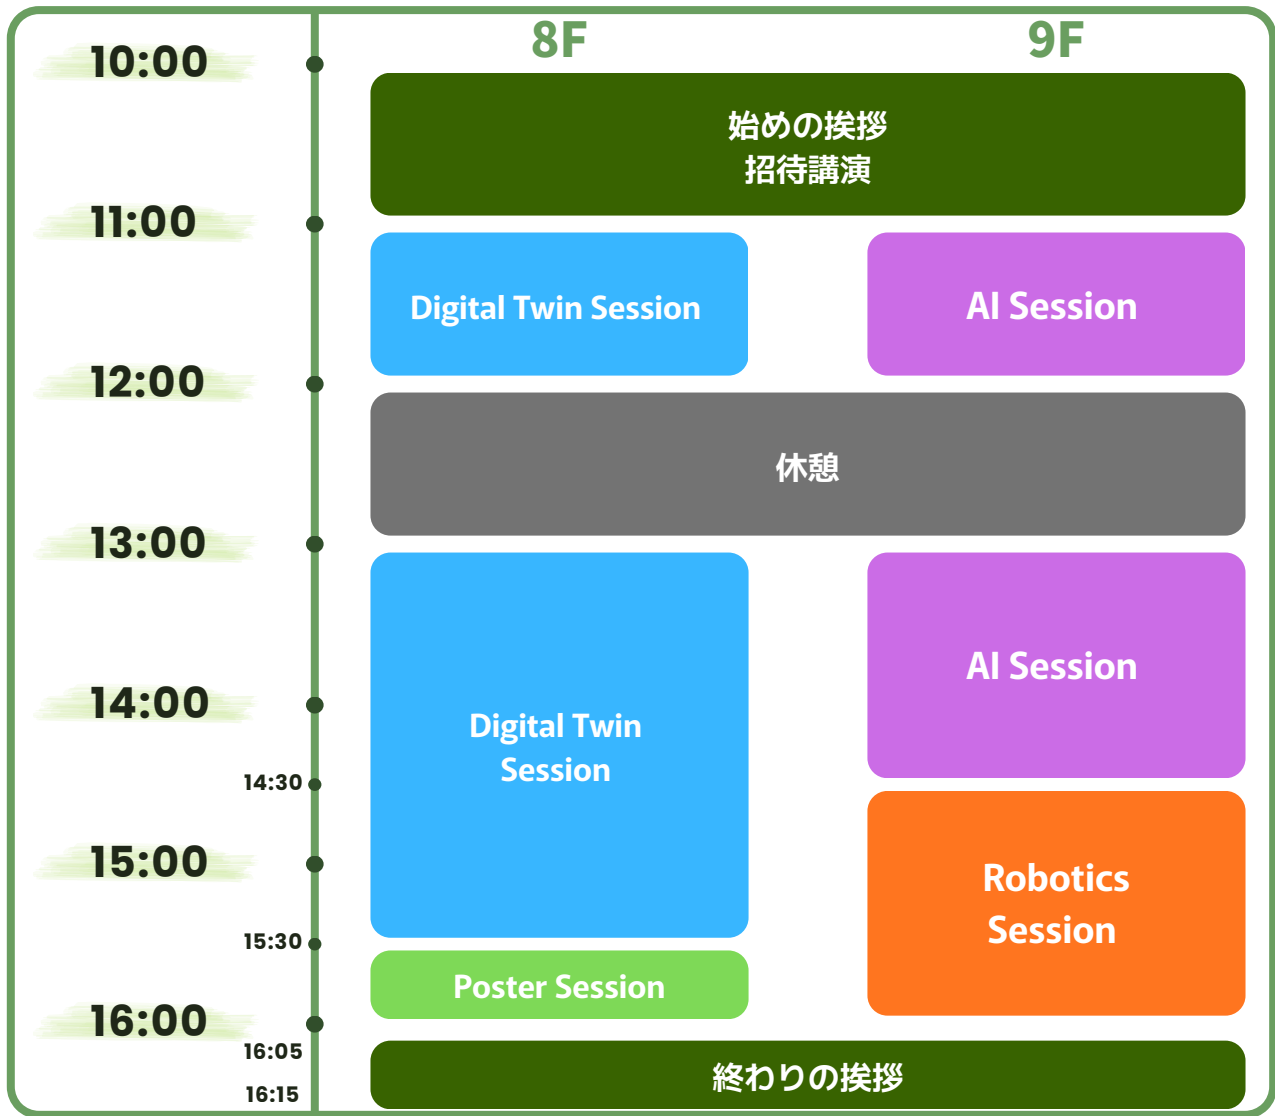 8F
9F
10:00
始めの挨拶
招待講演
11:00
Digital Twin Session
AI Session
12:00
休憩
13:00
AI Session
14:00
Digital Twin
Session
14:30
15:00
Robotics
Session
15:30
Poster Session
16:00
16:05
終わりの挨拶
16:15